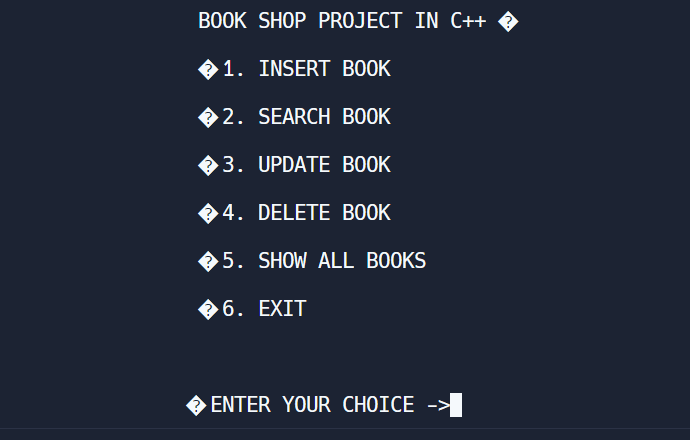 BOOK SHOP PROJECT IN C++ �
�1. INSERT BOOK
�2. SEARCH BOOK
�3. UPDATE BOOK
�4. DELETE BOOK
�5. SHOW ALL BOOKS
�6. EXIT
�ENTER YOUR CHOICE ->